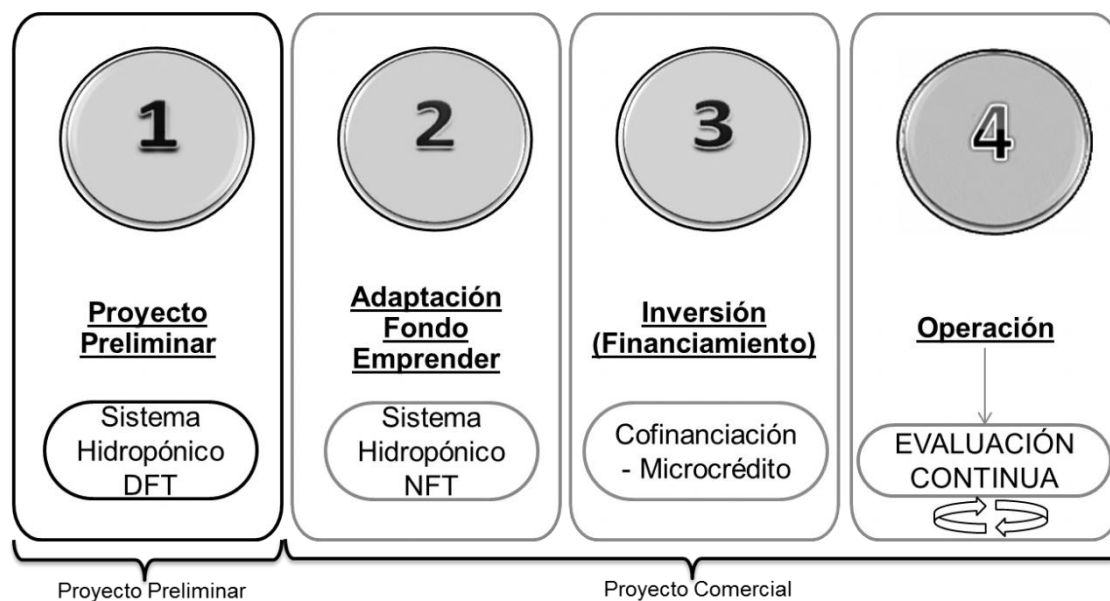 1
Proyecto
Preliminar
Sistema
Hidropónico
DFT
2
Adaptación
Fondo
Emprender
Sistema
Hidropónico
NFT
3
Inversión
(Financiamiento)
Cofinanciación
- Microcrédito
4
Operación
EVALUACIÓN
CONTINUA
Proyecto Preliminar
Proyecto Comercial